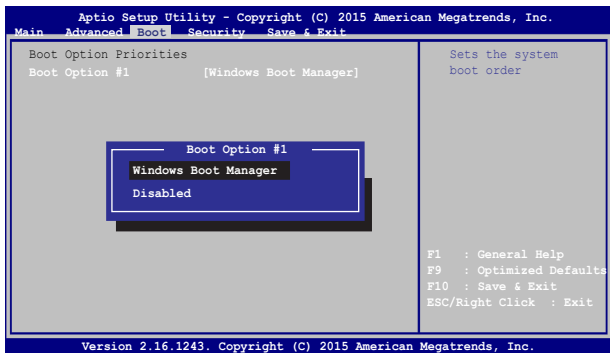 Aptio Setup Utility - Copyright (C) 2015 American Megatrends, Inc.
Main Advanced Boot Security Save & Exit
Boot Option Priorities
Boot Option #1 [Windows Boot Manager]
Sets the system
boot order
Boot Option #1
Windows Boot Manager
Disabled
F1 : General Help
F9 : Optimized Defaults
F10 : Save & Exit
ESC/Right Click : Exit
Version 2.16.1243. Copyright (C) 2015 American Megatrends, Inc.